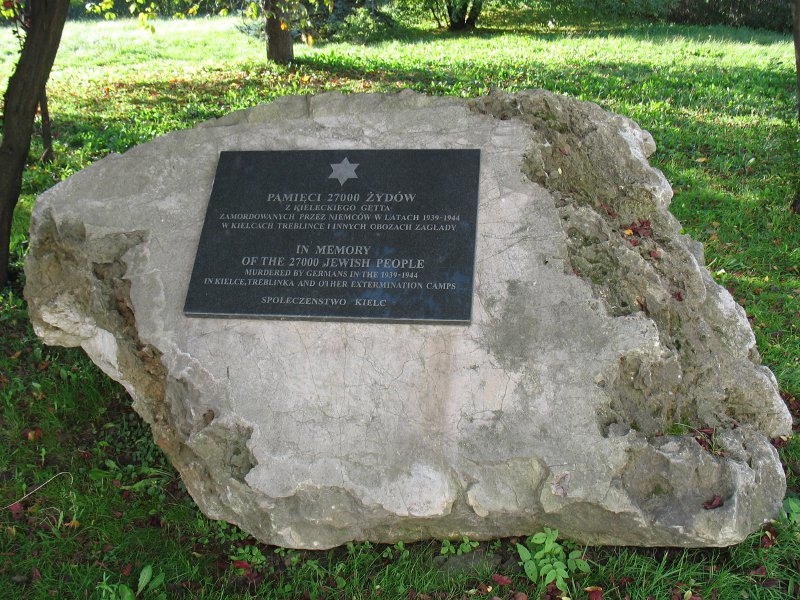 PAMIĘCI 27000 ŻYDÓW
Z KIELECKIEGO GETTA
ZAMORDOWANYCH PRZEZ NIEMCÓW W LATACH 1939-1944
W KIELCACH TREBLINCE I INNYCH OBOZACH ZAGŁADY
IN MEMORY
OF THE 27000 JEWISH PEOPLE
MURDERED BY GERMANS IN THE 1939-1944
IN KIELCE, TREBLINKA AND OTHER EXTERMINATION CAMPS
SPOŁECZEŃSTWO KIELC